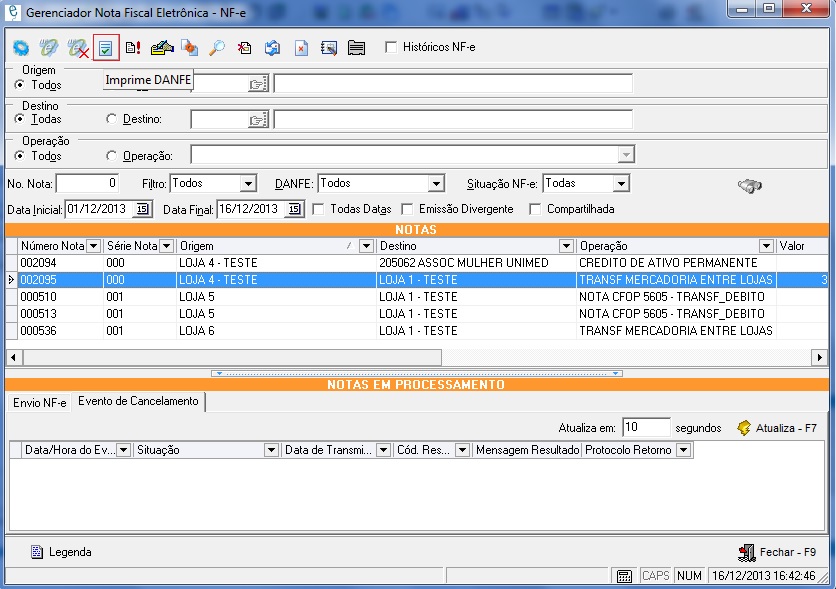 Gerenciador Nota Fiscal Eletrônica - NF-e
Históricos NF-e
Imprime DANFE
Origem
Todos
Destino
Todas Destino:
Operação
Todos Operação:
No. Nota: 0 Filtro: Todos DANFE: Todos Situação NF-e: Todas
Data Inicial: 01/12/2013 15 Data Final: 16/12/2013 15 Todas Datas Emissão Divergente Compartilhada
NOTAS
Número Nota Série Nota Origem Destino Operação Valor
002094 000 LOJA 4 - TESTE 205062 ASSOC MULHER UNIMED CREDITO DE ATIVO PERMANENTE
002095 000 LOJA 4 - TESTE LOJA 1 - TESTE TRANSF MERCADORIA ENTRE LOJAS 3
000510 001 LOJA 5 LOJA 1 - TESTE NOTA CFOP 5605 - TRANSF_DEBITO
000513 001 LOJA 5 LOJA 1 - TESTE NOTA CFOP 5605 - TRANSF_DEBITO
000536 001 LOJA 6 LOJA 1 - TESTE TRANSF MERCADORIA ENTRE LOJAS
NOTAS EM PROCESSAMENTO
Envio NF-e Evento de Cancelamento
Atualiza em: 10 segundos Atualiza - F7
Data/Hora do Ev... Situação Data de Transmi... Cód. Res... Mensagem Resultado Protocolo Retorno
Legenda Fechar - F9
CAPS NUM 16/12/2013 16:42:46